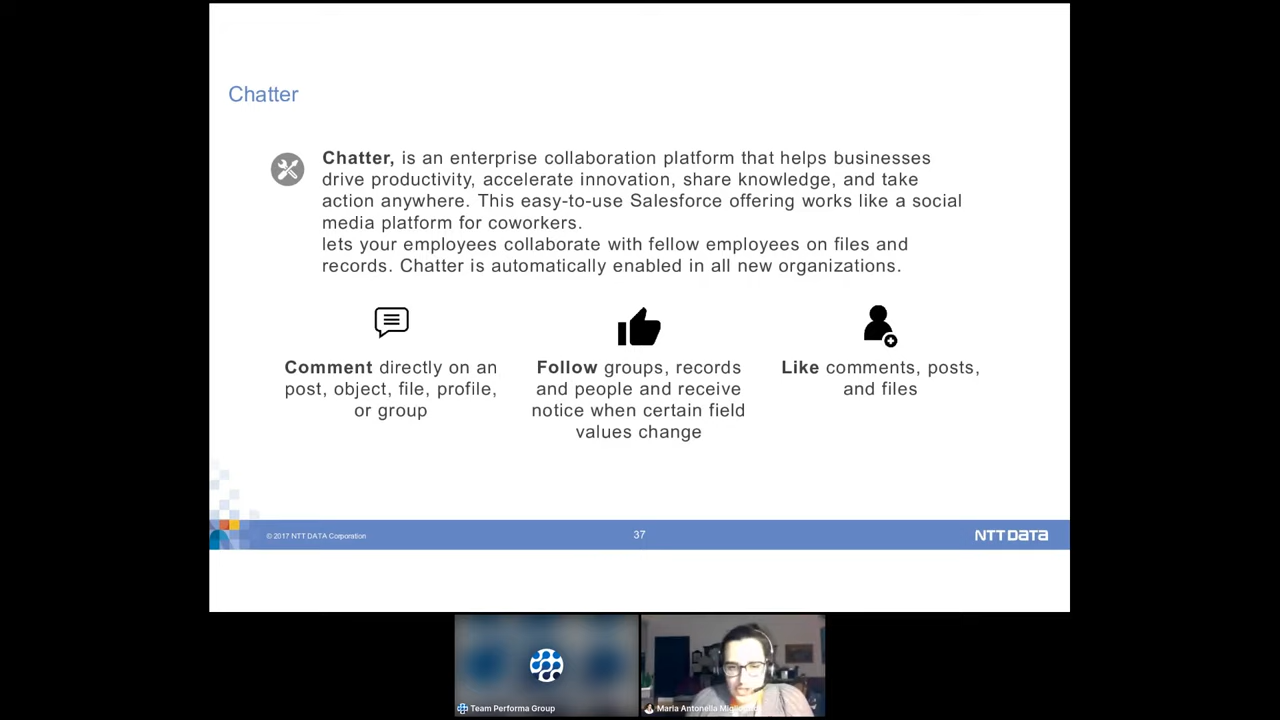 Chatter
Chatter, is an enterprise collaboration platform that helps businesses
drive productivity, accelerate innovation, share knowledge, and take
action anywhere. This easy-to-use Salesforce offering works like a social
media platform for coworkers.
lets your employees collaborate with fellow employees on files and
records. Chatter is automatically enabled in all new organizations.
Comment directly on an
post, object, file, profile,
or group
Follow groups, records
and people and receive
notice when certain field
values change
Like comments, posts,
and files
© 2017 NTT DATA Corporation
37
NTT DATA
Team Performa Group
Maria Antonella